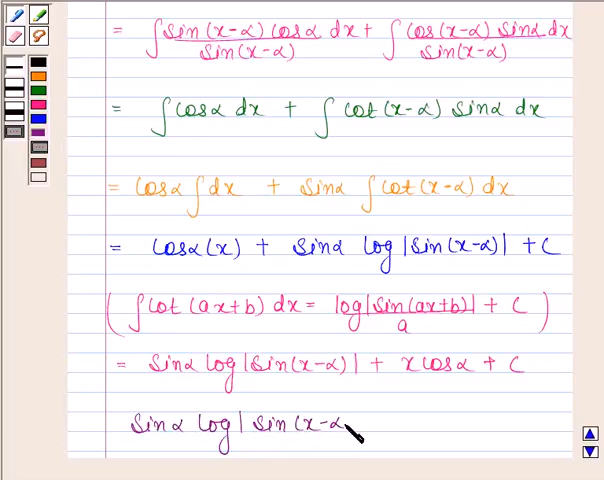 = ∫ sin(x-α) cosα / sin(x-α) dx + ∫ cos(x-α) sinα / sin(x-α) dx
= ∫ cosα dx + ∫ cot(x-α) sinα dx
= cosα ∫ dx + sinα ∫ cot(x-α) dx
= cosα(x) + sinα log|sin(x-α)| + C
( ∫ cot(ax+b) dx = log|sin(ax+b)| / a + C )
= sinα log|sin(x-α)| + x cosα + C
sinα log|sin(x-α